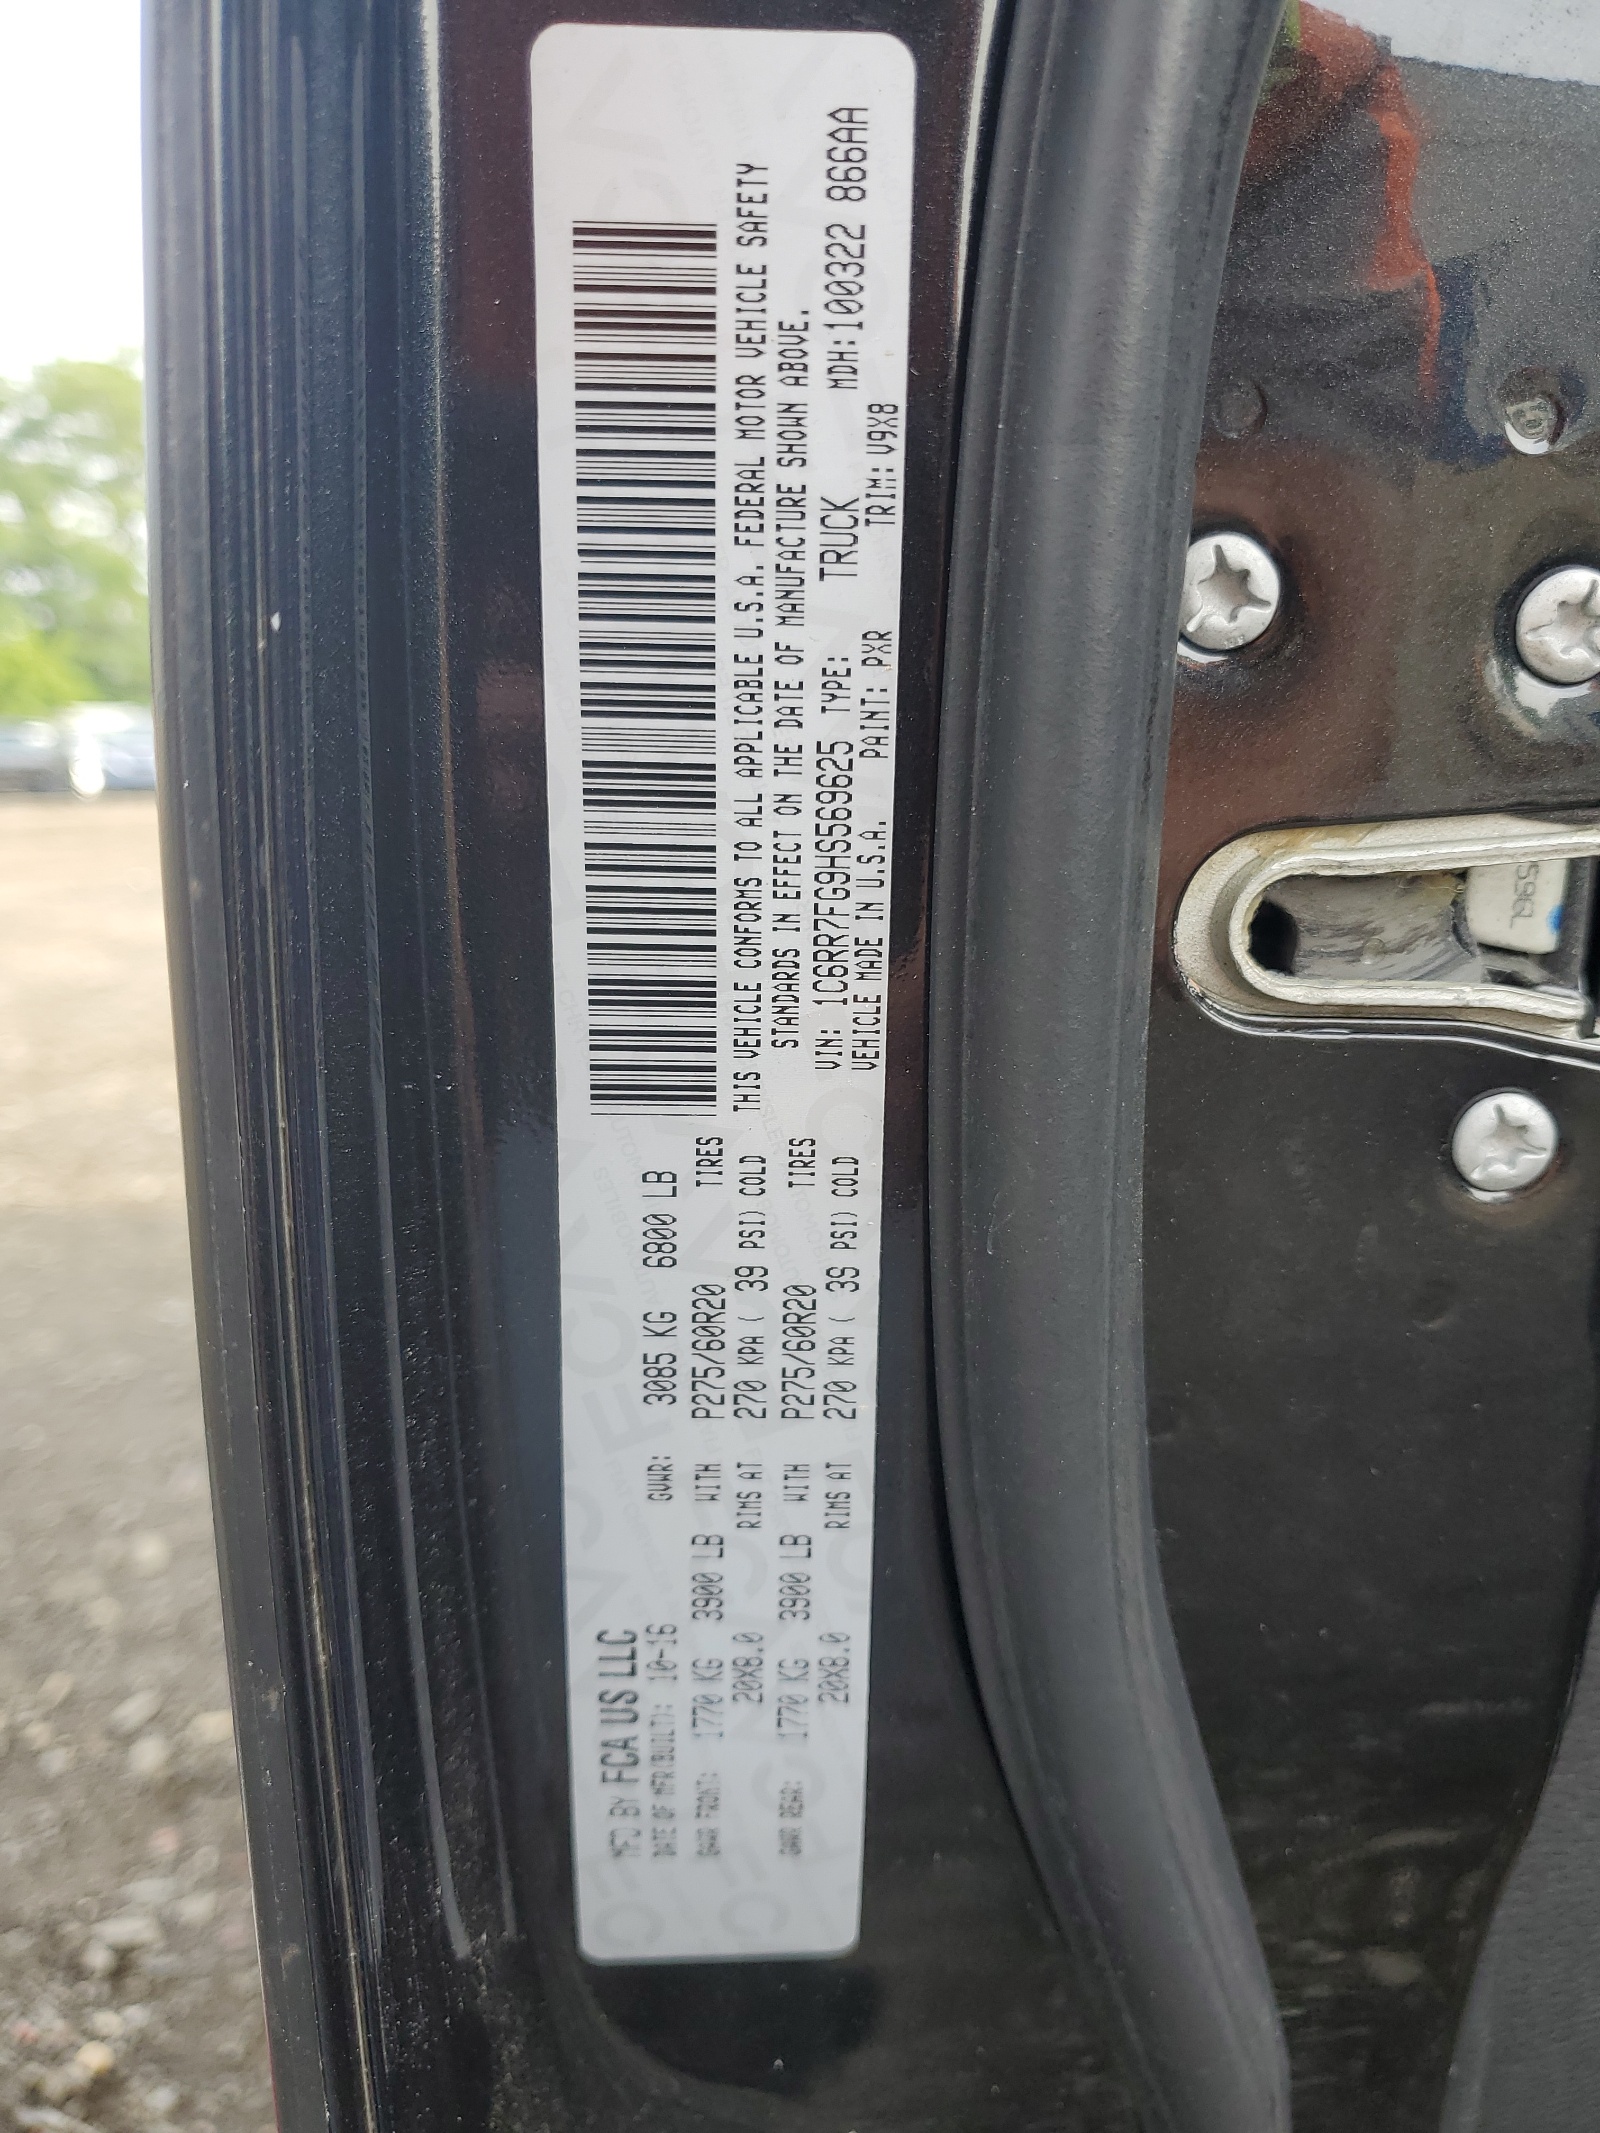 MFD BY FCA US LLC
DATE OF MFR(BUILT): 10-16 GVWR: 3085 KG 6800 LB
GAWR FRONT: 1770 KG 3900 LB WITH P275/60R20 TIRES
20X8.0 RIMS AT 270 KPA ( 39 PSI) COLD
GAWR REAR: 1770 KG 3900 LB WITH P275/60R20 TIRES
20X8.0 RIMS AT 270 KPA ( 39 PSI) COLD
THIS VEHICLE CONFORMS TO ALL APPLICABLE U.S.A. FEDERAL MOTOR VEHICLE SAFETY
STANDARDS IN EFFECT ON THE DATE OF MANUFACTURE SHOWN ABOVE.
VIN: 1C6RR7FG9HS569625 TYPE: TRUCK MDH:100322 866AA
VEHICLE MADE IN U.S.A. PAINT: PXR TRIM: V9X8